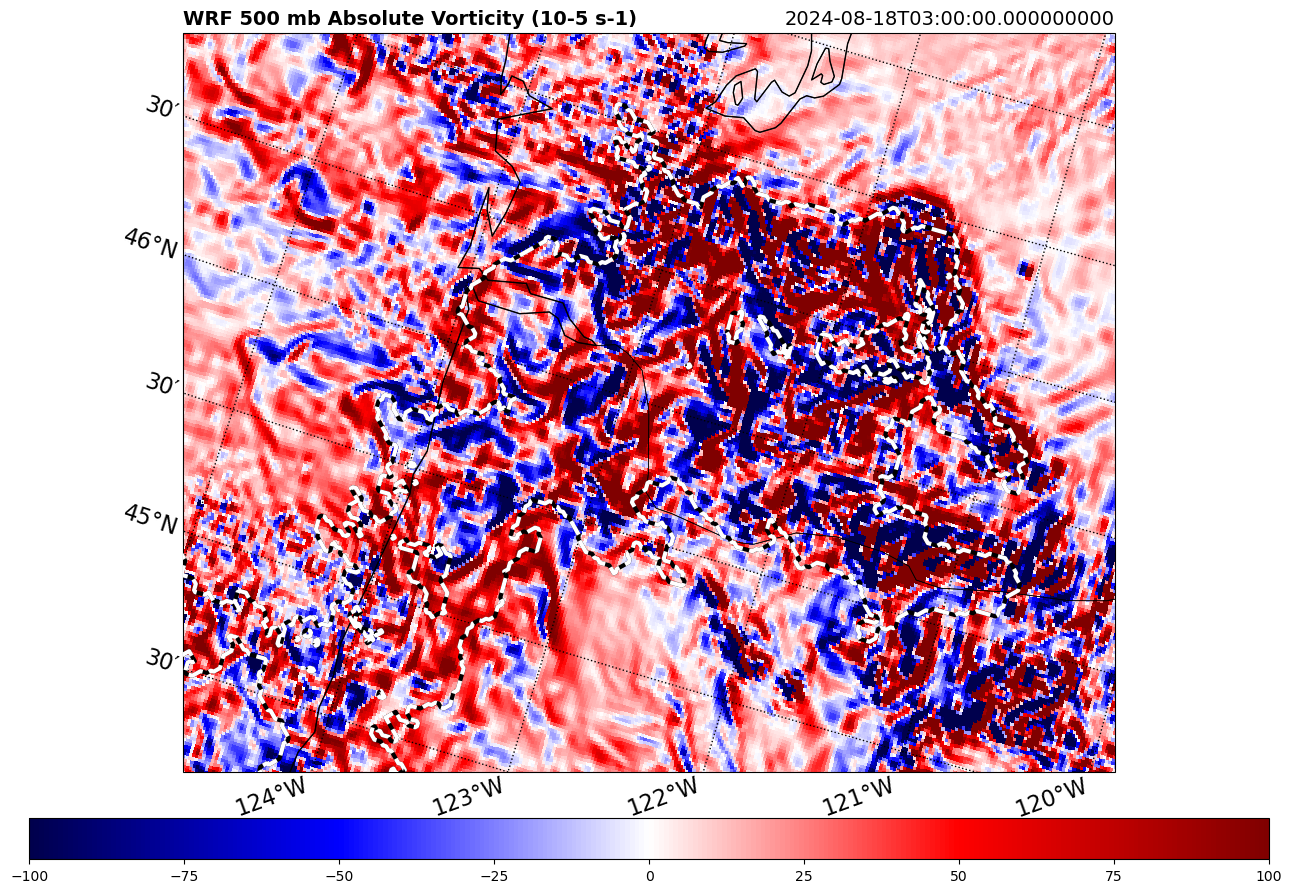 WRF 500 mb Absolute Vorticity (10-5 s-1) 2024-08-18T03:00:00.000000000
30′
46°N
30′
45°N
30′
124°W 123°W 122°W 121°W 120°W
−100 −75 −50 −25 0 25 50 75 100